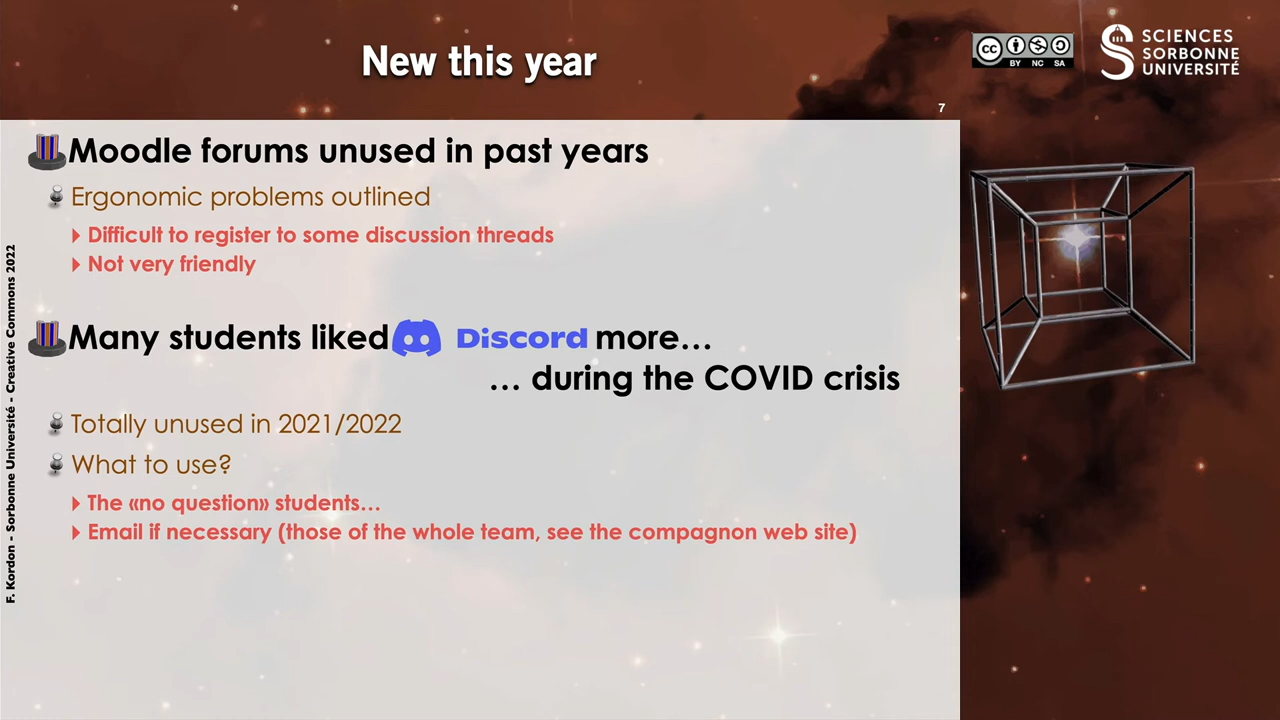 New this year
cc
BY NC SA
SCIENCES
SORBONNE
UNIVERSITÉ
7
Moodle forums unused in past years
Ergonomic problems outlined
Difficult to register to some discussion threads
Not very friendly
Many students liked Discord more...
... during the COVID crisis
Totally unused in 2021/2022
What to use?
The «no question» students...
Email if necessary (those of the whole team, see the compagnon web site)
F. Kordon - Sorbonne Université - Creative Commons 2022